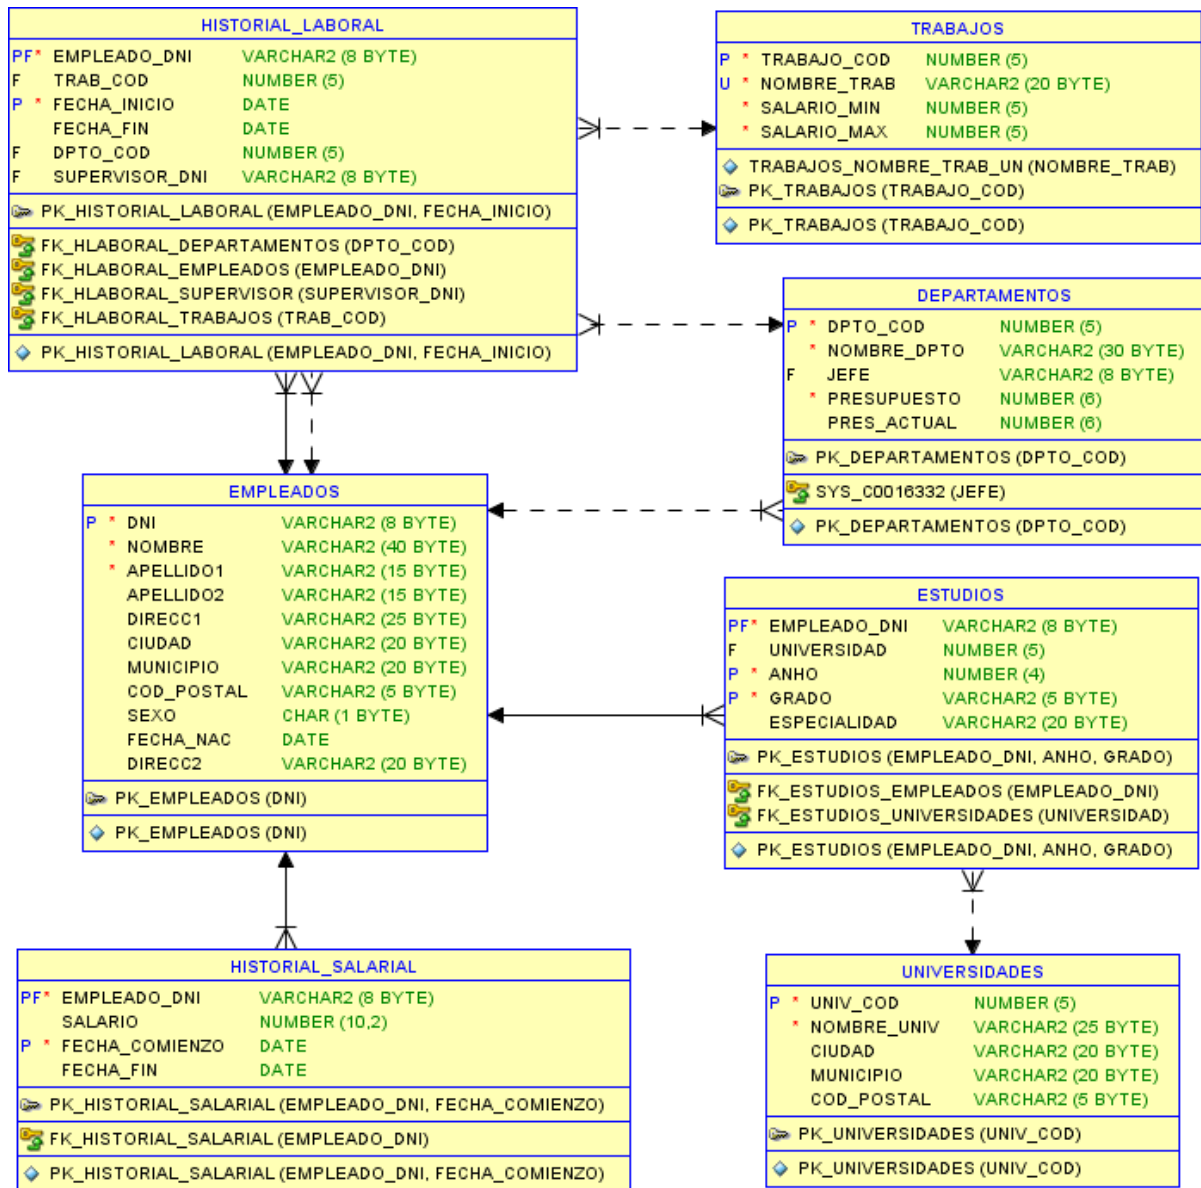 HISTORIAL_LABORAL
PF* EMPLEADO_DNI VARCHAR2 (8 BYTE)
F TRAB_COD NUMBER (5)
P * FECHA_INICIO DATE
FECHA_FIN DATE
F DPTO_COD NUMBER (5)
F SUPERVISOR_DNI VARCHAR2 (8 BYTE)
PK_HISTORIAL_LABORAL (EMPLEADO_DNI, FECHA_INICIO)
FK_HLABORAL_DEPARTAMENTOS (DPTO_COD)
FK_HLABORAL_EMPLEADOS (EMPLEADO_DNI)
FK_HLABORAL_SUPERVISOR (SUPERVISOR_DNI)
FK_HLABORAL_TRABAJOS (TRAB_COD)
PK_HISTORIAL_LABORAL (EMPLEADO_DNI, FECHA_INICIO)
TRABAJOS
P * TRABAJO_COD NUMBER (5)
U * NOMBRE_TRAB VARCHAR2 (20 BYTE)
* SALARIO_MIN NUMBER (5)
* SALARIO_MAX NUMBER (5)
TRABAJOS_NOMBRE_TRAB_UN (NOMBRE_TRAB)
PK_TRABAJOS (TRABAJO_COD)
PK_TRABAJOS (TRABAJO_COD)
DEPARTAMENTOS
P * DPTO_COD NUMBER (5)
* NOMBRE_DPTO VARCHAR2 (30 BYTE)
F JEFE VARCHAR2 (8 BYTE)
* PRESUPUESTO NUMBER (6)
PRES_ACTUAL NUMBER (6)
PK_DEPARTAMENTOS (DPTO_COD)
SYS_C0016332 (JEFE)
PK_DEPARTAMENTOS (DPTO_COD)
EMPLEADOS
P * DNI VARCHAR2 (8 BYTE)
* NOMBRE VARCHAR2 (40 BYTE)
* APELLIDO1 VARCHAR2 (15 BYTE)
APELLIDO2 VARCHAR2 (15 BYTE)
DIRECC1 VARCHAR2 (25 BYTE)
CIUDAD VARCHAR2 (20 BYTE)
MUNICIPIO VARCHAR2 (20 BYTE)
COD_POSTAL VARCHAR2 (5 BYTE)
SEXO CHAR (1 BYTE)
FECHA_NAC DATE
DIRECC2 VARCHAR2 (20 BYTE)
PK_EMPLEADOS (DNI)
PK_EMPLEADOS (DNI)
ESTUDIOS
PF* EMPLEADO_DNI VARCHAR2 (8 BYTE)
F UNIVERSIDAD NUMBER (5)
P * ANHO NUMBER (4)
P * GRADO VARCHAR2 (5 BYTE)
ESPECIALIDAD VARCHAR2 (20 BYTE)
PK_ESTUDIOS (EMPLEADO_DNI, ANHO, GRADO)
FK_ESTUDIOS_EMPLEADOS (EMPLEADO_DNI)
FK_ESTUDIOS_UNIVERSIDADES (UNIVERSIDAD)
PK_ESTUDIOS (EMPLEADO_DNI, ANHO, GRADO)
HISTORIAL_SALARIAL
PF* EMPLEADO_DNI VARCHAR2 (8 BYTE)
SALARIO NUMBER (10,2)
P * FECHA_COMIENZO DATE
FECHA_FIN DATE
PK_HISTORIAL_SALARIAL (EMPLEADO_DNI, FECHA_COMIENZO)
FK_HISTORIAL_SALARIAL (EMPLEADO_DNI)
PK_HISTORIAL_SALARIAL (EMPLEADO_DNI, FECHA_COMIENZO)
UNIVERSIDADES
P * UNIV_COD NUMBER (5)
* NOMBRE_UNIV VARCHAR2 (25 BYTE)
CIUDAD VARCHAR2 (20 BYTE)
MUNICIPIO VARCHAR2 (20 BYTE)
COD_POSTAL VARCHAR2 (5 BYTE)
PK_UNIVERSIDADES (UNIV_COD)
PK_UNIVERSIDADES (UNIV_COD)